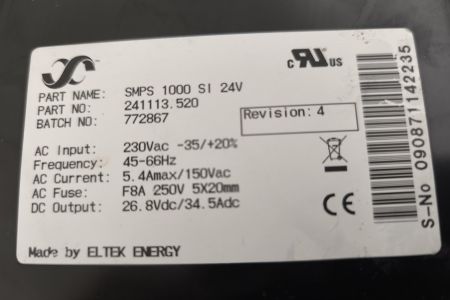 PART NAME: SMPS 1000 SI 24V
PART NO: 241113.520
BATCH NO: 772867
c RU US
Revision: 4
AC Input: 230Vac -35/+20%
Frequency: 45-66Hz
AC Current: 5.4Amax/150Vac
AC Fuse: F8A 250V 5X20mm
DC Output: 26.8Vdc/34.5Adc
CE
Made by ELTEK ENERGY
S-No 090871142235